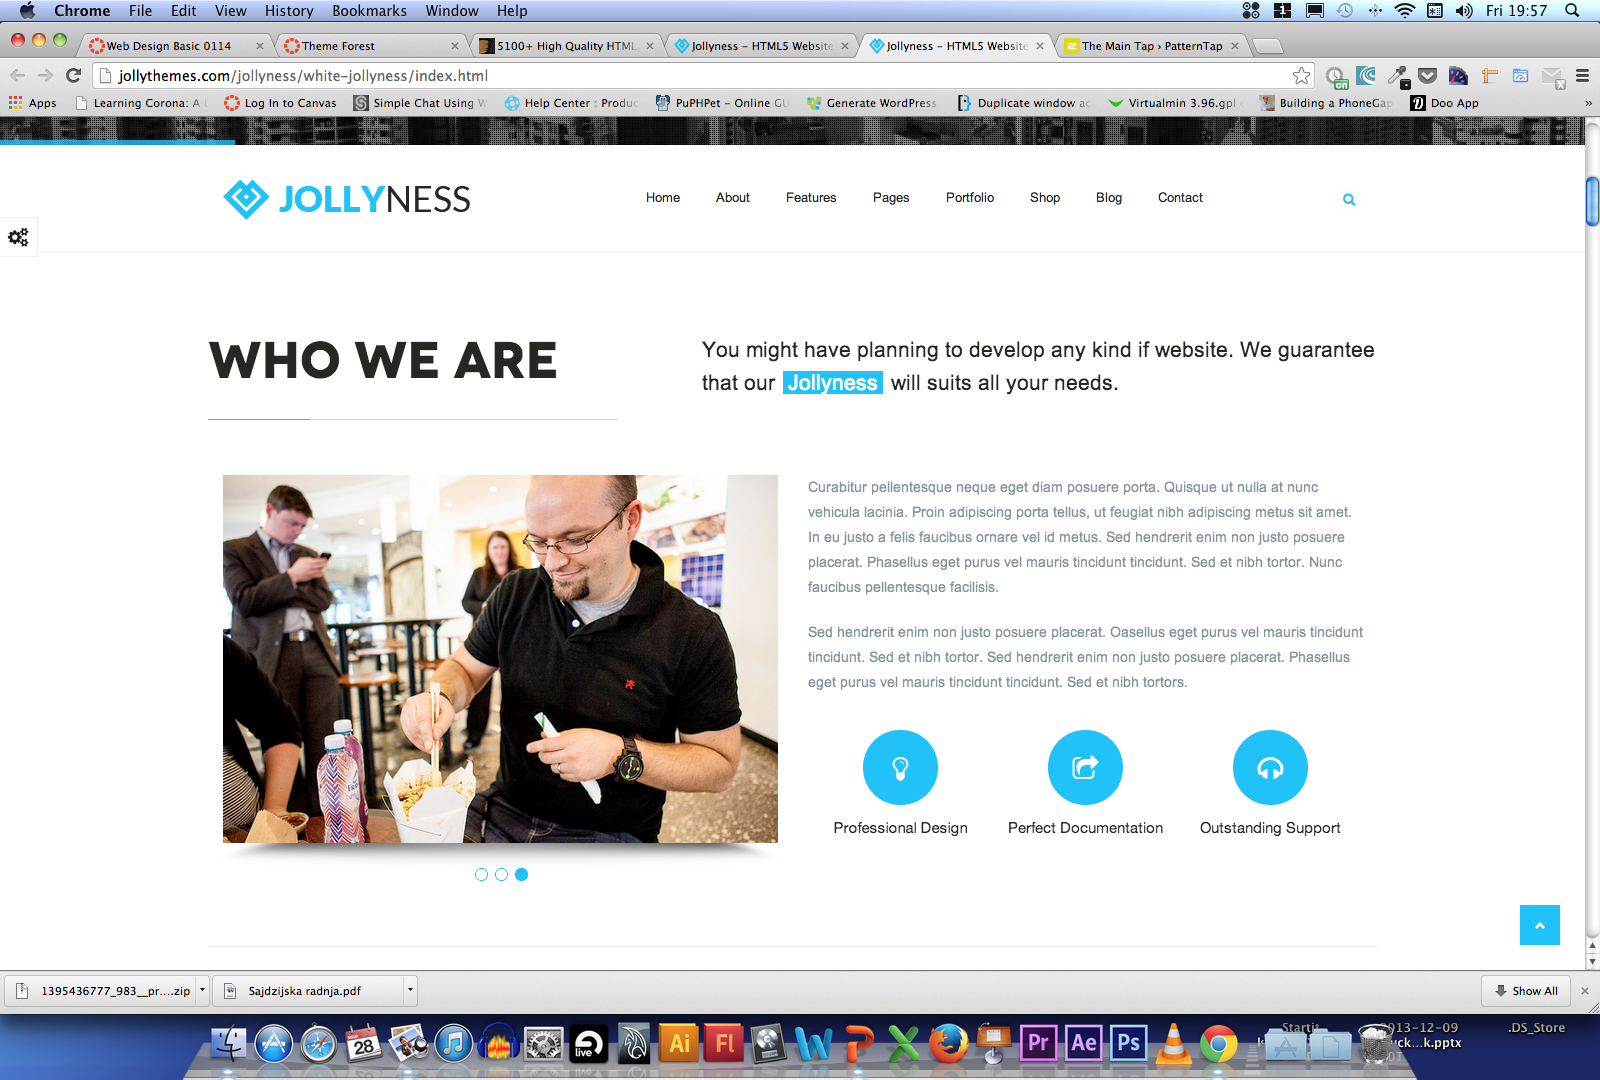 Chrome File Edit View History Bookmarks Window Help 1 Fri 19:57
Web Design Basic 0114 Theme Forest 5100+ High Quality HTML Jollyness – HTML5 Website Jollyness – HTML5 Website The Main Tap › PatternTap
jollythemes.com/jollyness/white-jollyness/index.html on
Apps Learning Corona: A L Log In to Canvas Simple Chat Using W Help Center : Produc PuPHPet – Online GU Generate WordPress Duplicate window ac Virtualmin 3.96.gpl Building a PhoneGap Doo App »
JOLLYNESS Home About Features Pages Portfolio Shop Blog Contact
WHO WE ARE
You might have planning to develop any kind if website. We guarantee
that our Jollyness will suits all your needs.
Curabitur pellentesque neque eget diam posuere porta. Quisque ut nulla at nunc
vehicula lacinia. Proin adipiscing porta tellus, ut feugiat nibh adipiscing metus sit amet.
In eu justo a felis faucibus ornare vel id metus. Sed hendrerit enim non justo posuere
placerat. Phasellus eget purus vel mauris tincidunt tincidunt. Sed et nibh tortor. Nunc
faucibus pellentesque facilisis.
Sed hendrerit enim non justo posuere placerat. Oasellus eget purus vel mauris tincidunt
tincidunt. Sed et nibh tortor. Sed hendrerit enim non justo posuere placerat. Phasellus
eget purus vel mauris tincidunt tincidunt. Sed et nibh tortors.
Professional Design Perfect Documentation Outstanding Support
1395436777_983__pr....zip Sajdzijska radnja.pdf Show All
Startit 2013-12-09 .DS_Store
k.pptx
28 live Ai Fl W P X Pr Ae Ps